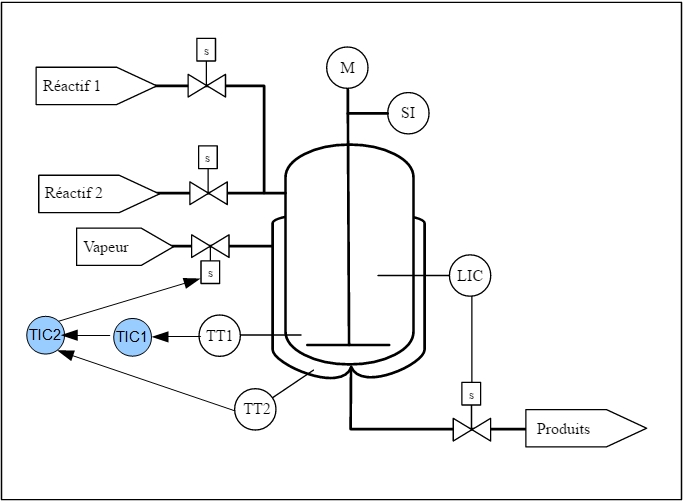 s
M
Réactif 1
SI
s
Réactif 2
Vapeur
s
LIC
TIC2
TIC1
TT1
s
TT2
Produits